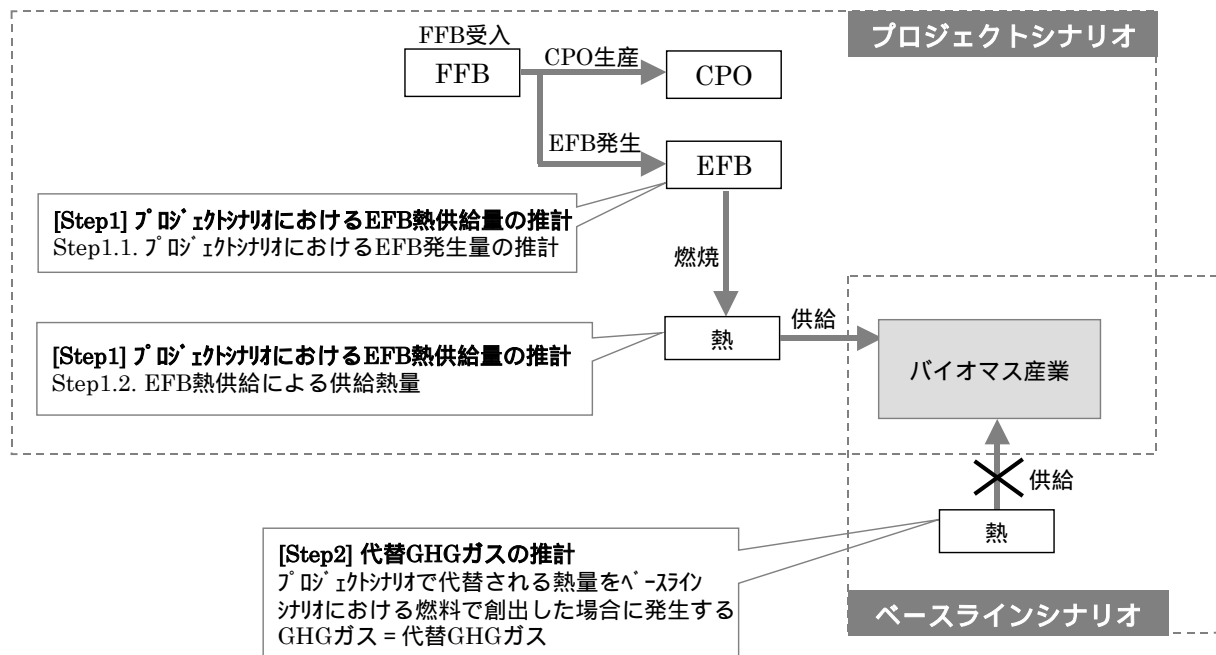 プロジェクトシナリオ
FFB受入
FFB
CPO生産
CPO
EFB発生
EFB
[Step1] プロジェクトシナリオにおけるEFB熱供給量の推計
Step1.1. プロジェクトシナリオにおけるEFB発生量の推計
燃焼
熱
供給
バイオマス産業
[Step1] プロジェクトシナリオにおけるEFB熱供給量の推計
Step1.2. EFB熱供給による供給熱量
供給
熱
[Step2] 代替GHGガスの推計
プロジェクトシナリオで代替される熱量をベースライン
シナリオにおける燃料で創出した場合に発生する
GHGガス = 代替GHGガス
ベースラインシナリオ